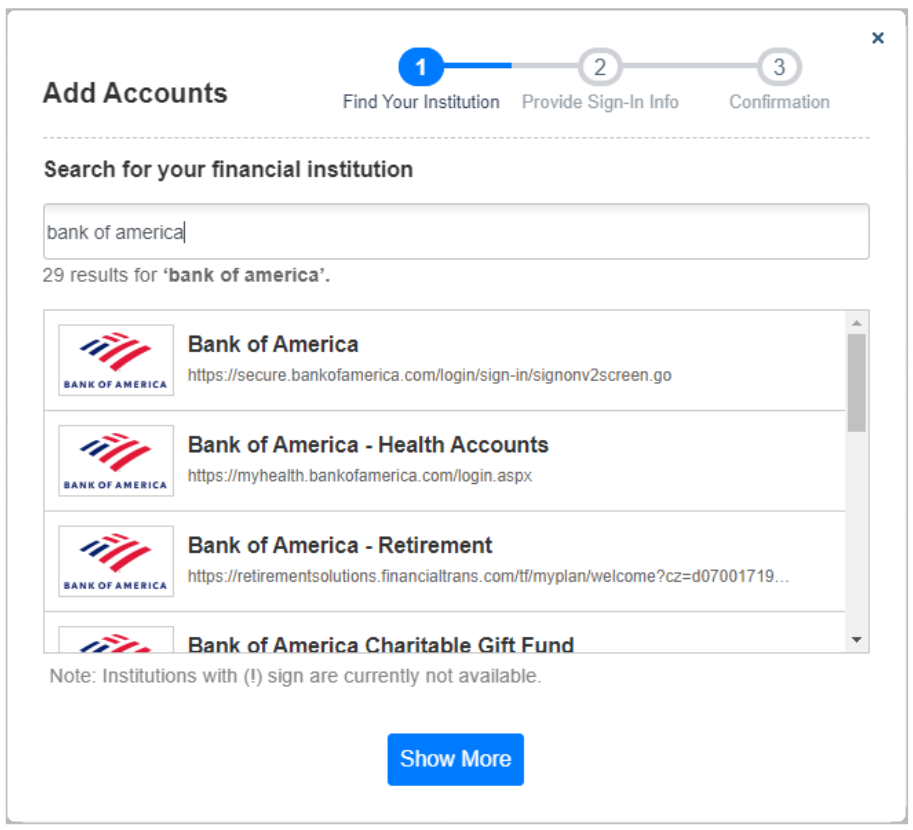 ×
Add Accounts
1
2
3
Find Your Institution
Provide Sign-In Info
Confirmation
Search for your financial institution
bank of america
29 results for ‘bank of america’.
BANK OF AMERICA
Bank of America
https://secure.bankofamerica.com/login/sign-in/signonv2screen.go
BANK OF AMERICA
Bank of America - Health Accounts
https://myhealth.bankofamerica.com/login.aspx
BANK OF AMERICA
Bank of America - Retirement
https://retirementsolutions.financialtrans.com/tf/myplan/welcome?cz=d07001719...
Bank of America Charitable Gift Fund
Note: Institutions with (!) sign are currently not available.
Show More